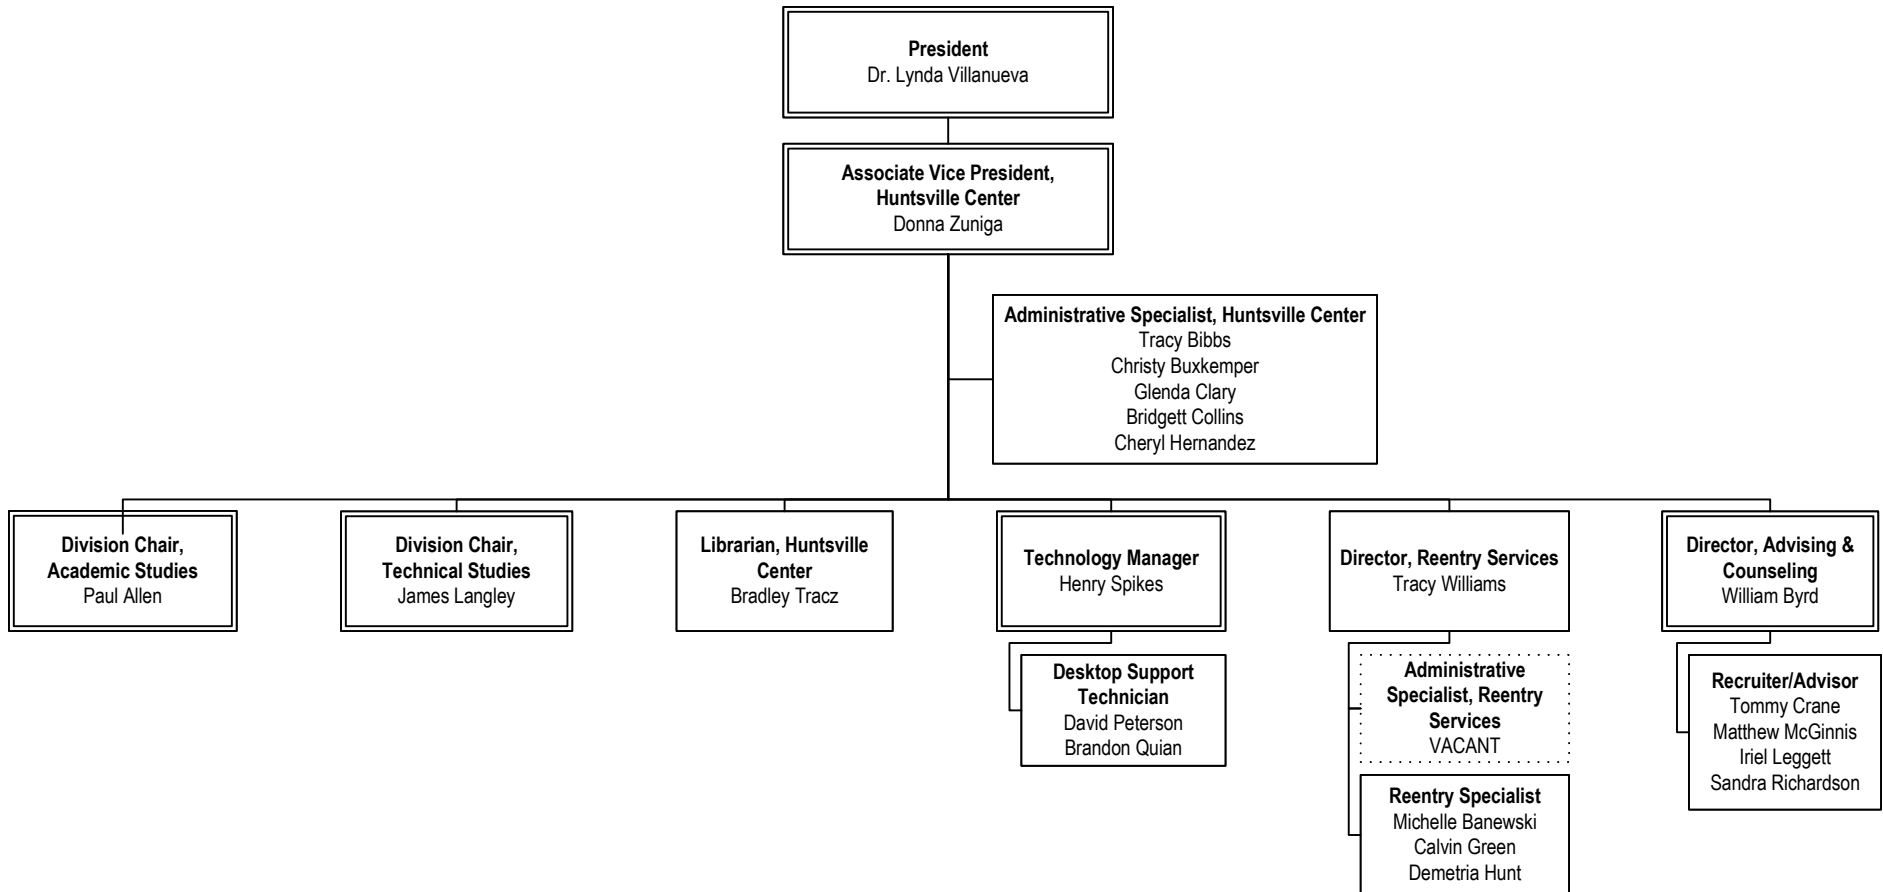 President
Dr. Lynda Villanueva
Associate Vice President,
Huntsville Center
Donna Zuniga
Administrative Specialist, Huntsville Center
Tracy Bibbs
Christy Buxkemper
Glenda Clary
Bridgett Collins
Cheryl Hernandez
Division Chair,
Academic Studies
Paul Allen
Division Chair,
Technical Studies
James Langley
Librarian, Huntsville
Center
Bradley Tracz
Technology Manager
Henry Spikes
Director, Reentry Services
Tracy Williams
Director, Advising &
Counseling
William Byrd
Desktop Support
Technician
David Peterson
Brandon Quian
Administrative
Specialist, Reentry
Services
VACANT
Reentry Specialist
Michelle Banewski
Calvin Green
Demetria Hunt
Recruiter/Advisor
Tommy Crane
Matthew McGinnis
Iriel Leggett
Sandra Richardson